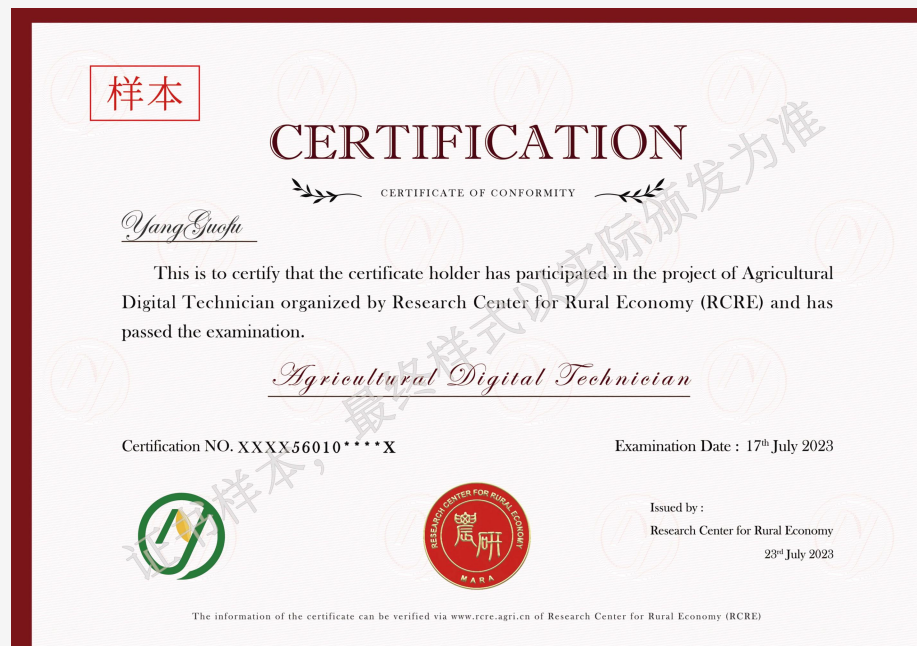 样本
CERTIFICATION
CERTIFICATE OF CONFORMITY
Yang Guofu
This is to certify that the certificate holder has participated in the project of Agricultural
Digital Technician organized by Research Center for Rural Economy (RCRE) and has
passed the examination.
Agricultural Digital Technician
Certification NO. XXXX56010****X
Examination Date : 17th July 2023
证书样本，最终样式以实际颁发为准
RESEARCH CENTER FOR RURAL ECONOMY
農研
MARA
Issued by :
Research Center for Rural Economy
23rd July 2023
The information of the certificate can be verified via www.rcre.agri.cn of Research Center for Rural Economy (RCRE)